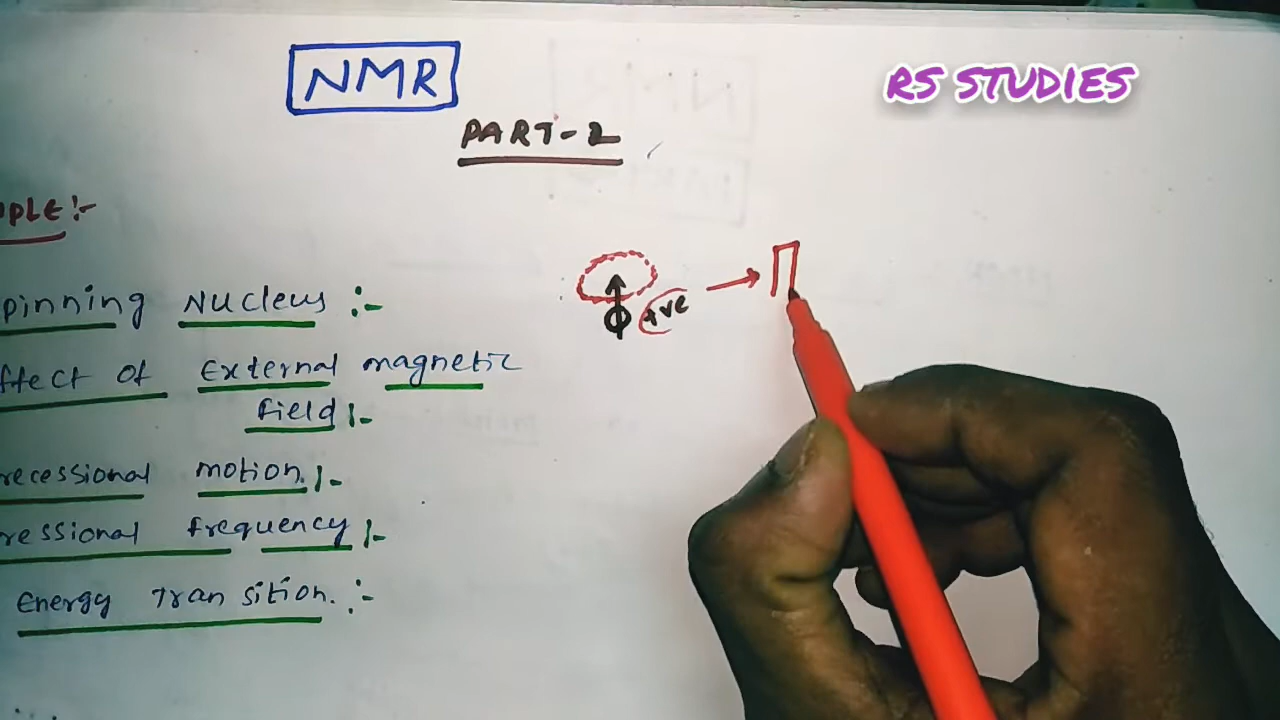 NMR
RS STUDIES
PART-2
PLE:-
pinning Nucleus :-
ffect of External magnetic
field :-
+ve
recessional motion. :-
ressional frequency :-
Energy Transition. :-